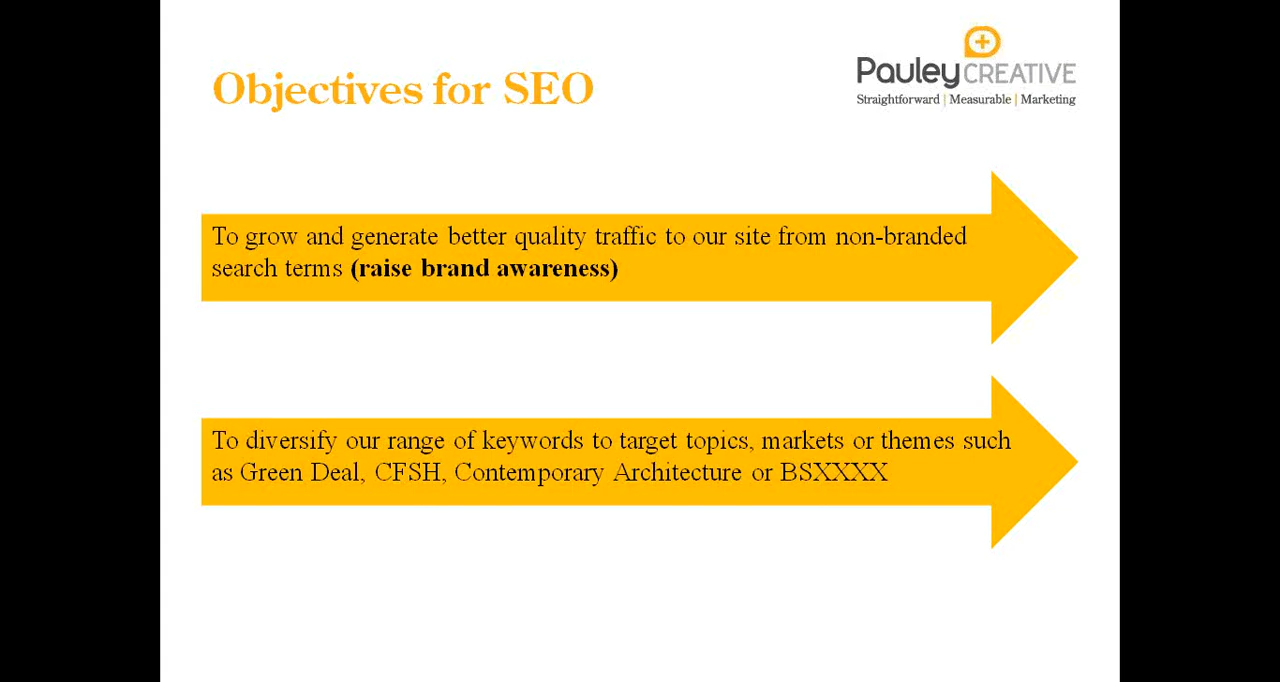 Objectives for SEO
Pauley CREATIVE
Straightforward | Measurable | Marketing
To grow and generate better quality traffic to our site from non-branded
search terms (raise brand awareness)
To diversify our range of keywords to target topics, markets or themes such
as Green Deal, CFSH, Contemporary Architecture or BSXXXX